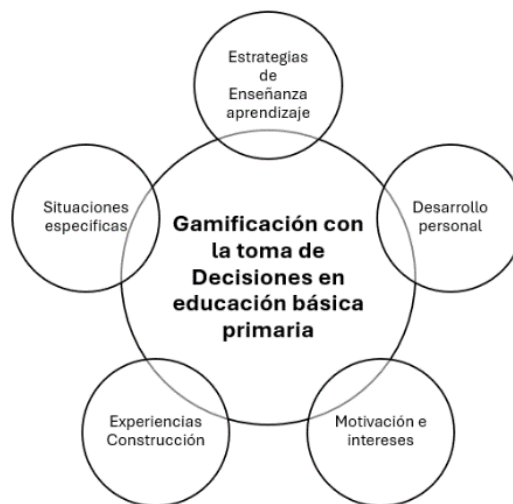 Estrategias
de
Enseñanza
aprendizaje
Situaciones
especificas
Desarrollo
personal
Gamificación con
la toma de
Decisiones en
educación básica
primaria
Experiencias
Construcción
Motivación e
intereses